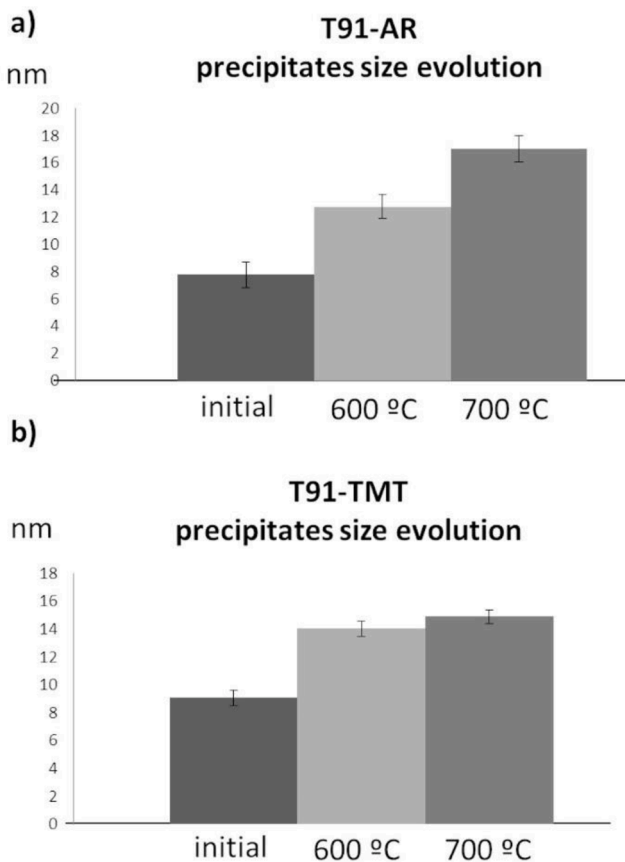 a)
T91-AR
precipitates size evolution
nm
20
18
16
14
12
10
8
6
4
2
0
initial 600 ºC 700 ºC
b)
T91-TMT
precipitates size evolution
nm
18
16
14
12
10
8
6
4
2
0
initial 600 ºC 700 ºC